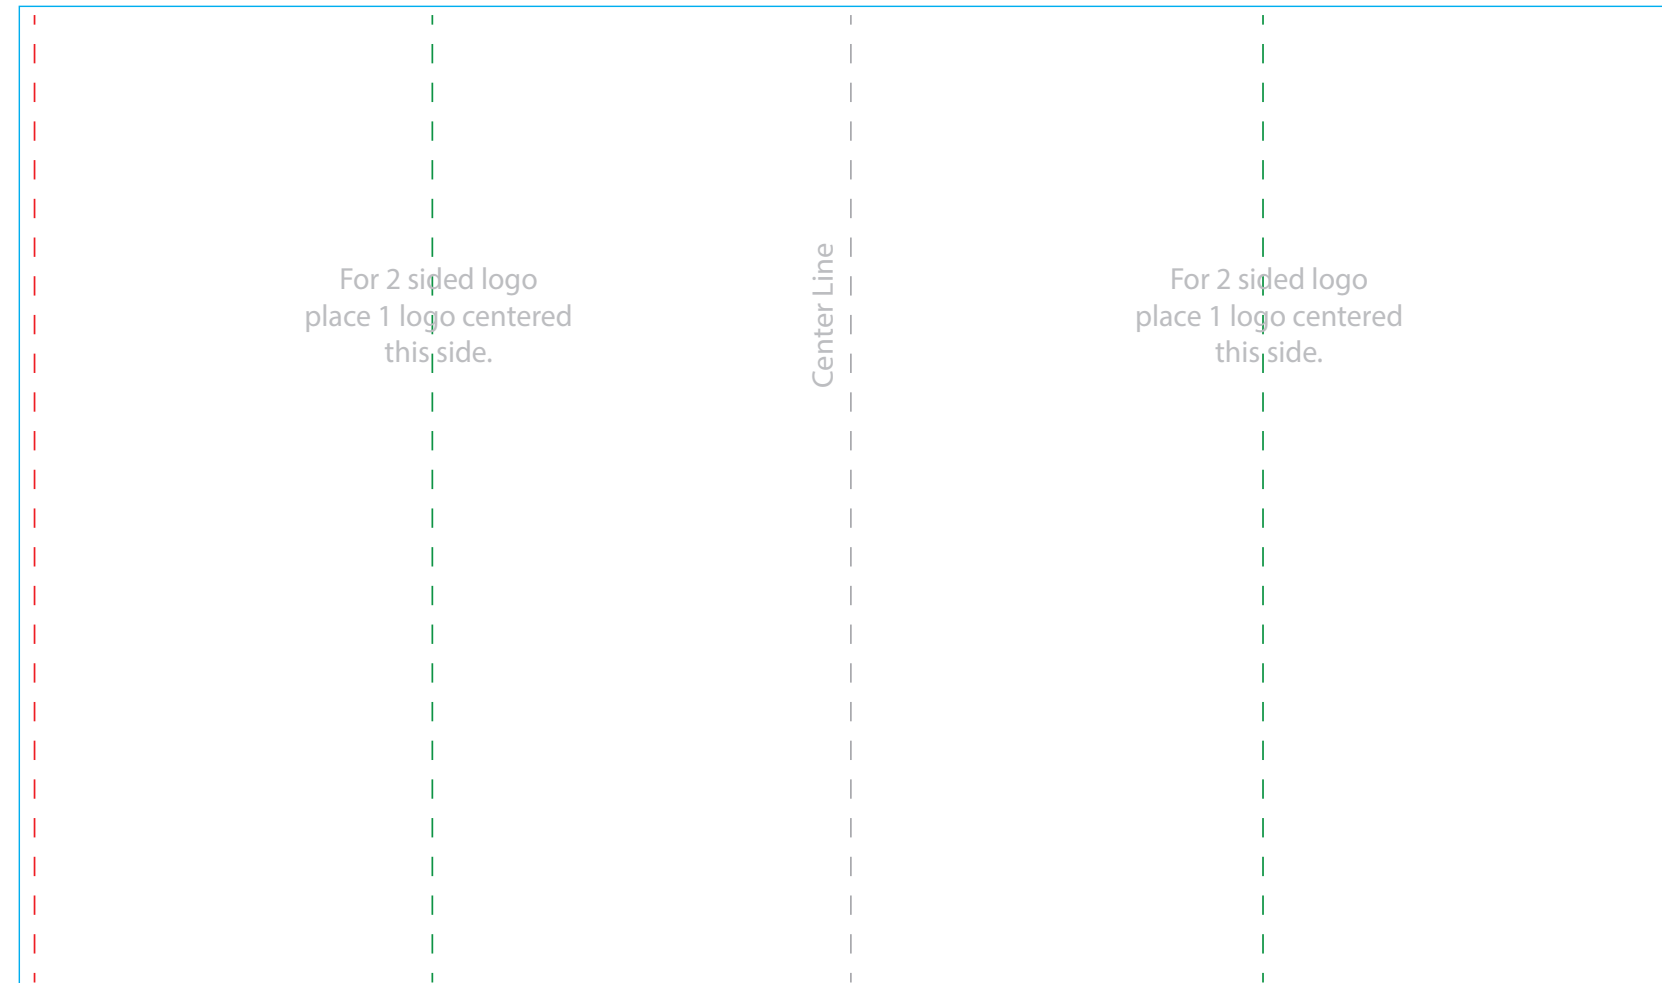 For 2 sided logo
place 1 logo centered
this side.
Center Line
For 2 sided logo
place 1 logo centered
this side.